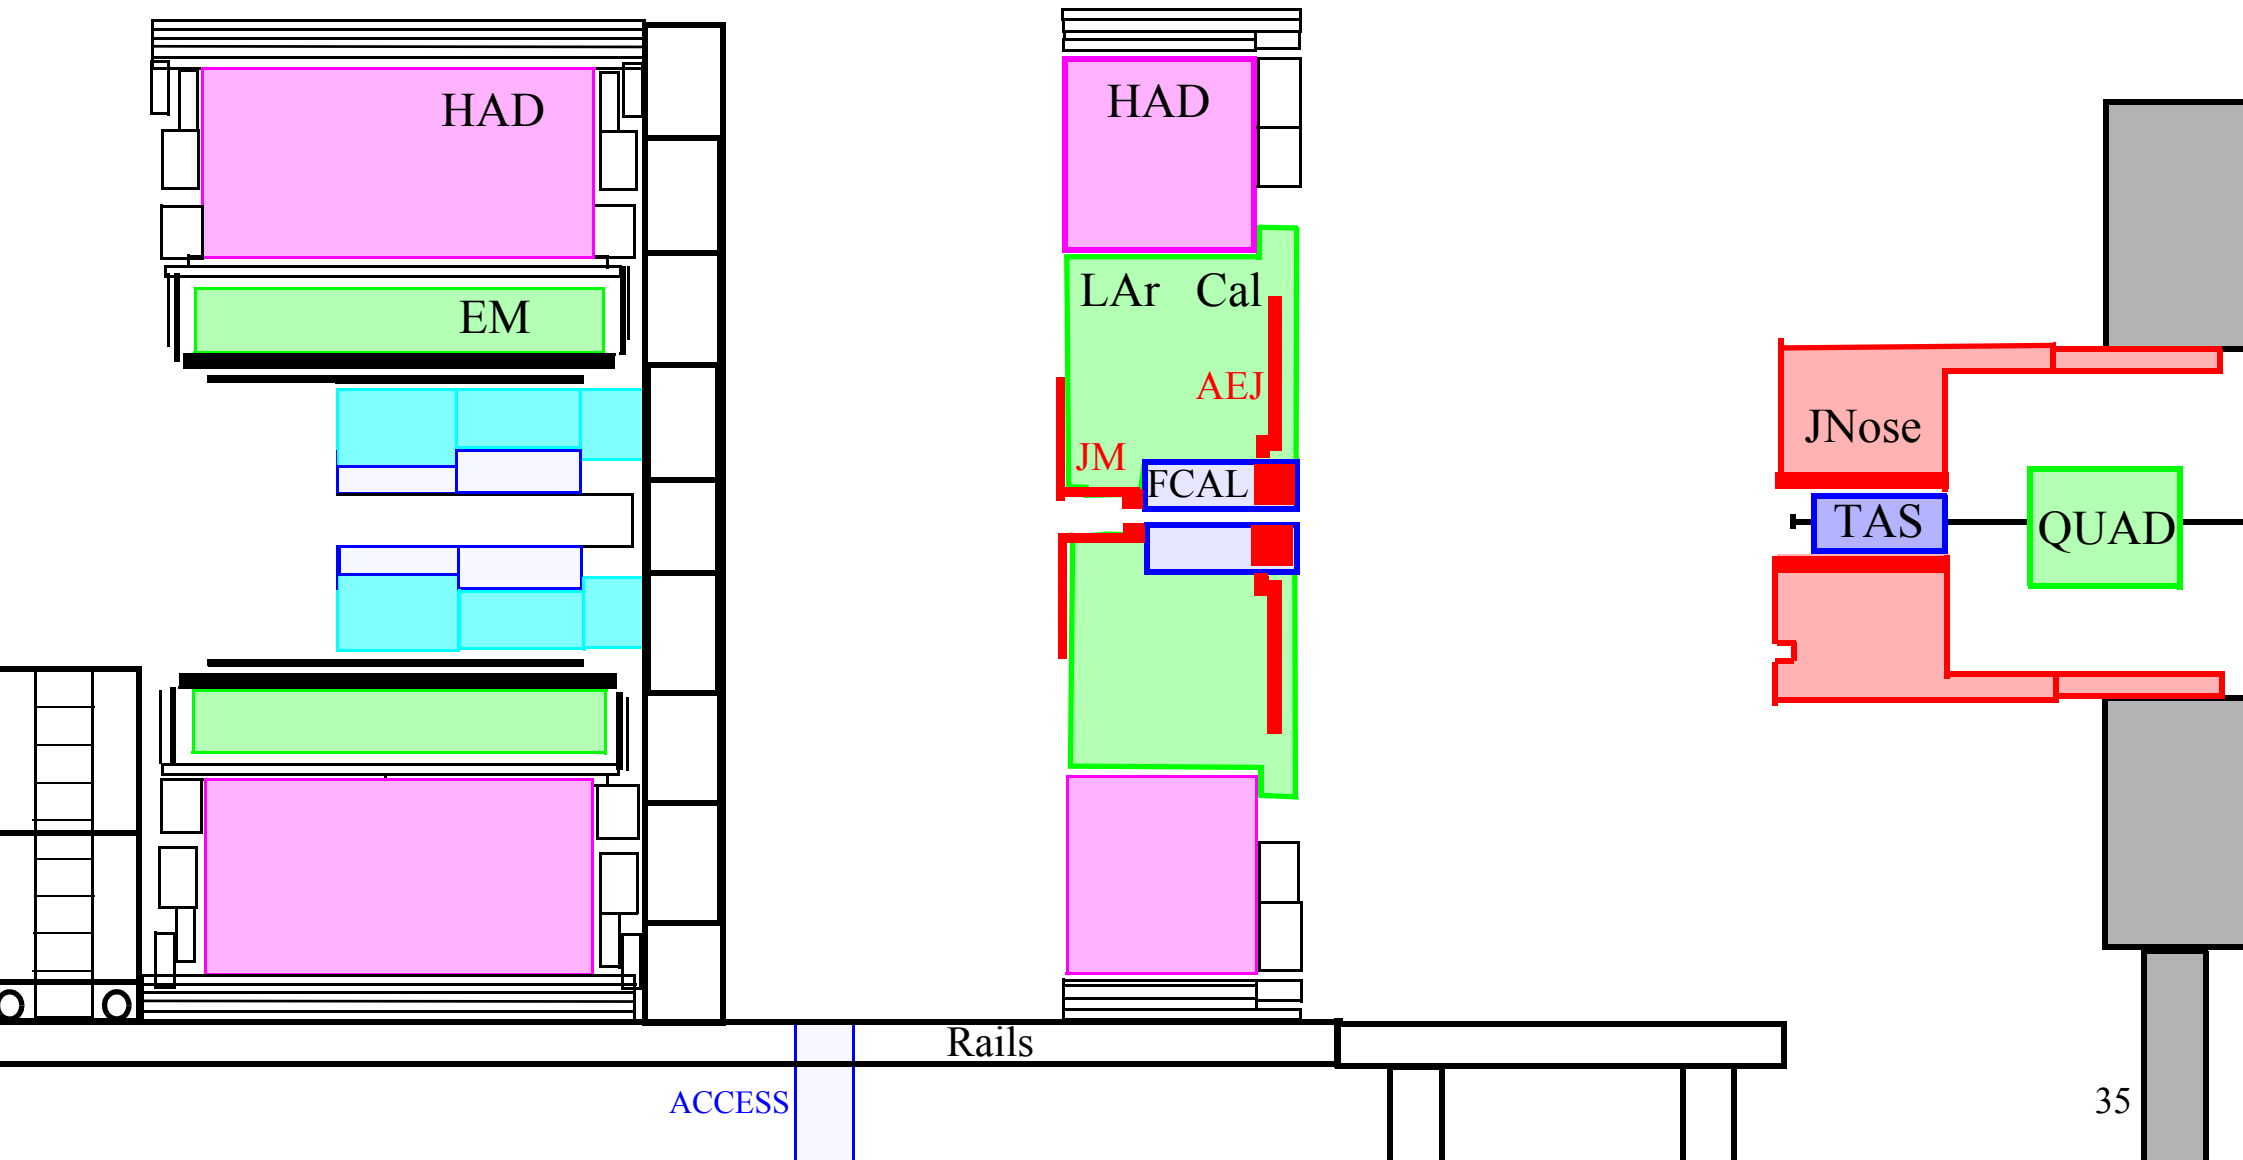 HAD
HAD
LAr Cal
EM
AEJ
JM
JNose
FCAL
TAS
QUAD
Rails
ACCESS
35